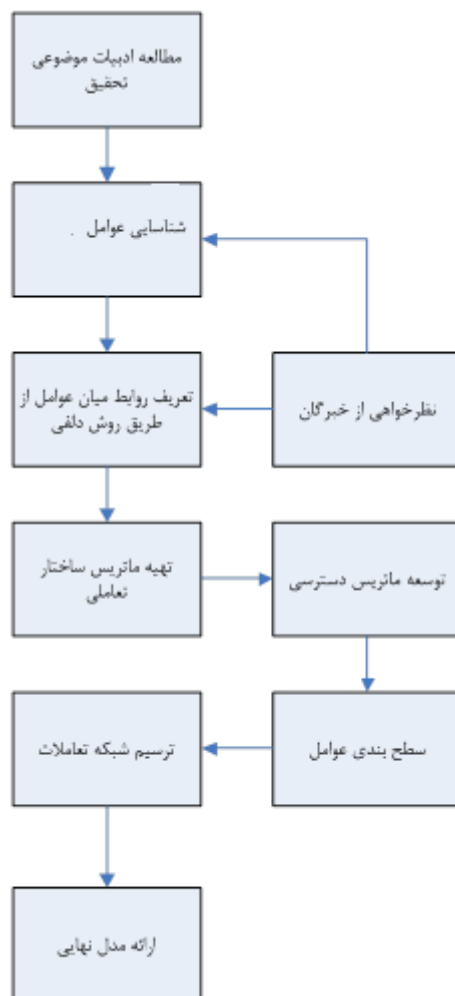 مطالعه ادبیات موضوعی
تحقیق
شناسایی عوامل .
تعریف روابط میان عوامل از
طریق روش دلفی
نظرخواهی از خبرگان
تهیه ماتریس ساختار
تعاملی
توسعه ماتریس دسترسی
سطح بندی عوامل
ترسیم شبکه تعاملات
ارائه مدل نهایی